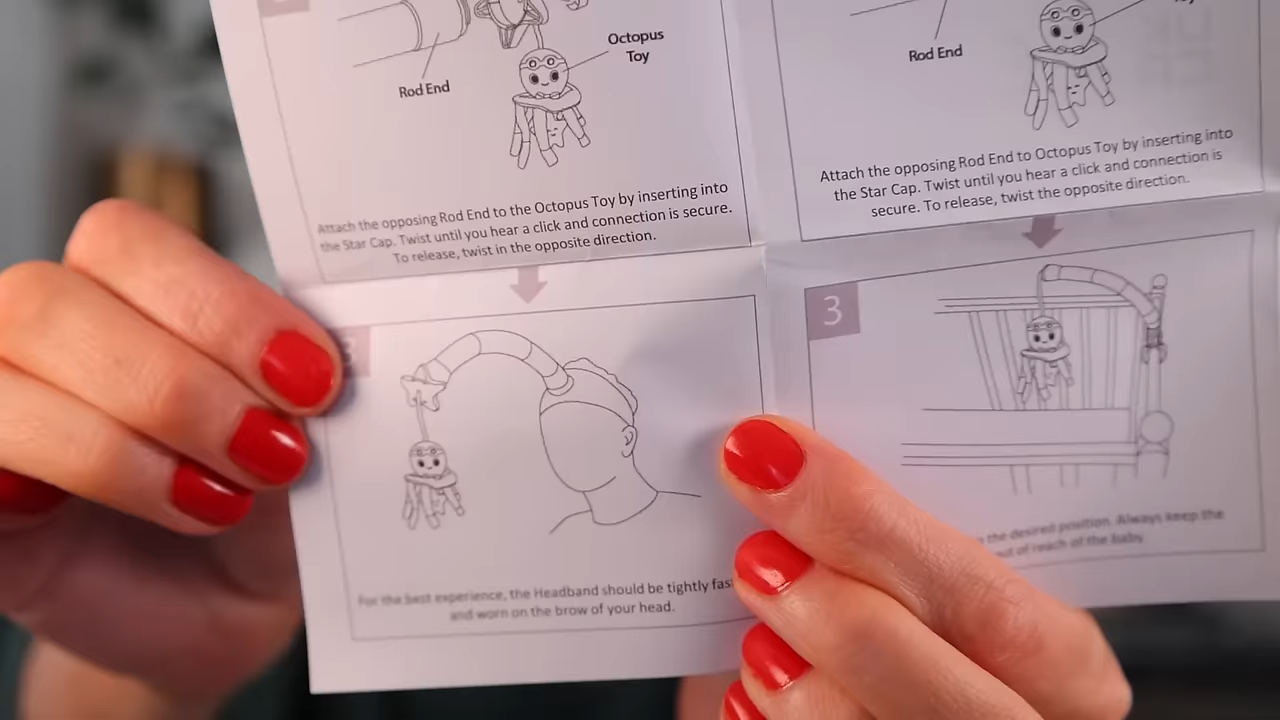 Octopus
Toy
Rod End
Attach the opposing Rod End to the Octopus Toy by inserting into
the Star Cap. Twist until you hear a click and connection is secure.
To release, twist in the opposite direction.
For the best experience, the Headband should be tightly
and worn on the brow of your head.
Rod End
Attach the opposing Rod End to Octopus Toy by inserting into
the Star Cap. Twist until you hear a click and connection is
secure. To release, twist the opposite direction.
3
the desired position. Always keep the
out of reach of the baby